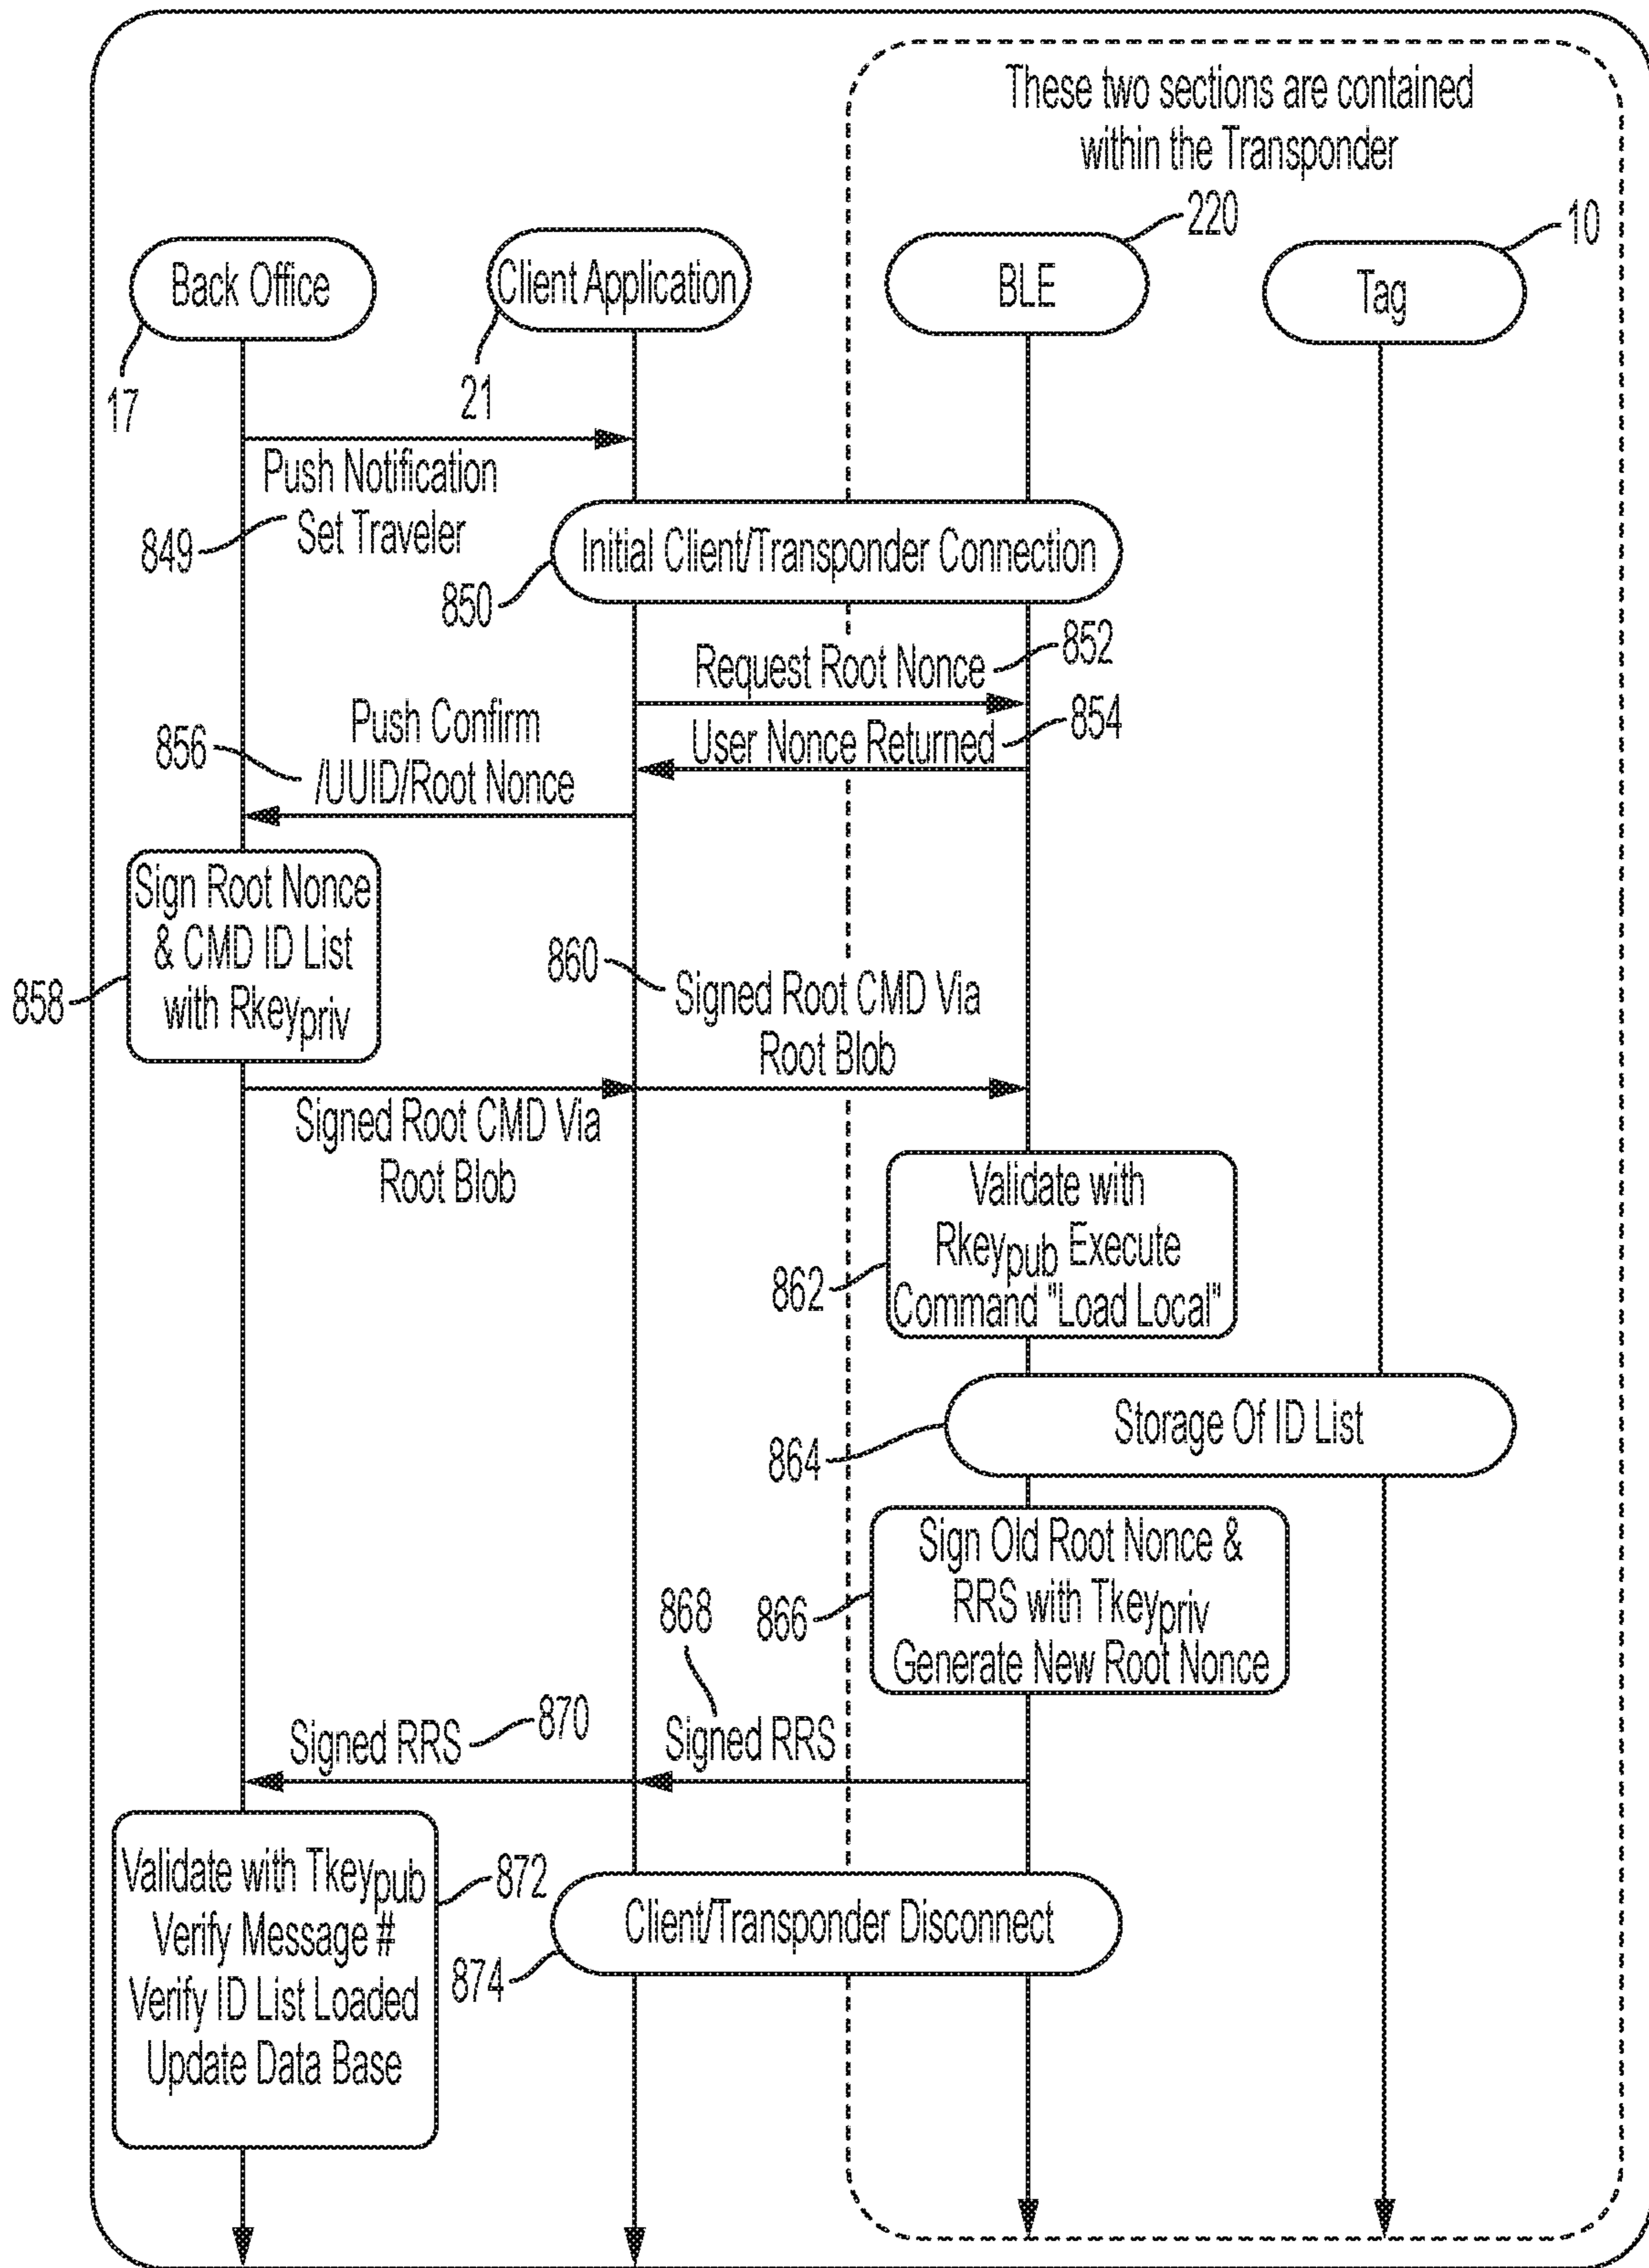 These two sections are contained
within the Transponder
220
10
Back Office
Client Application
BLE
Tag
17
21
Push Notification
Set Traveler
849
Initial Client/Transponder Connection
850
Request Root Nonce
852
User Nonce Returned
854
Push Confirm
/UUID/Root Nonce
856
Sign Root Nonce
& CMD ID List
with Rkeypriv
858
860
Signed Root CMD Via
Root Blob
Signed Root CMD Via
Root Blob
Validate with
Rkeypub Execute
Command "Load Local"
862
Storage Of ID List
864
Sign Old Root Nonce &
RRS with Tkeypriv
Generate New Root Nonce
866
868
Signed RRS
870
Signed RRS
Validate with Tkeypub
Verify Message #
Verify ID List Loaded
Update Data Base
872
Client/Transponder Disconnect
874